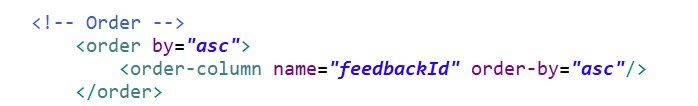 <!-- Order -->
<order by="asc">
<order-column name="feedbackId" order-by="asc"/>
</order>